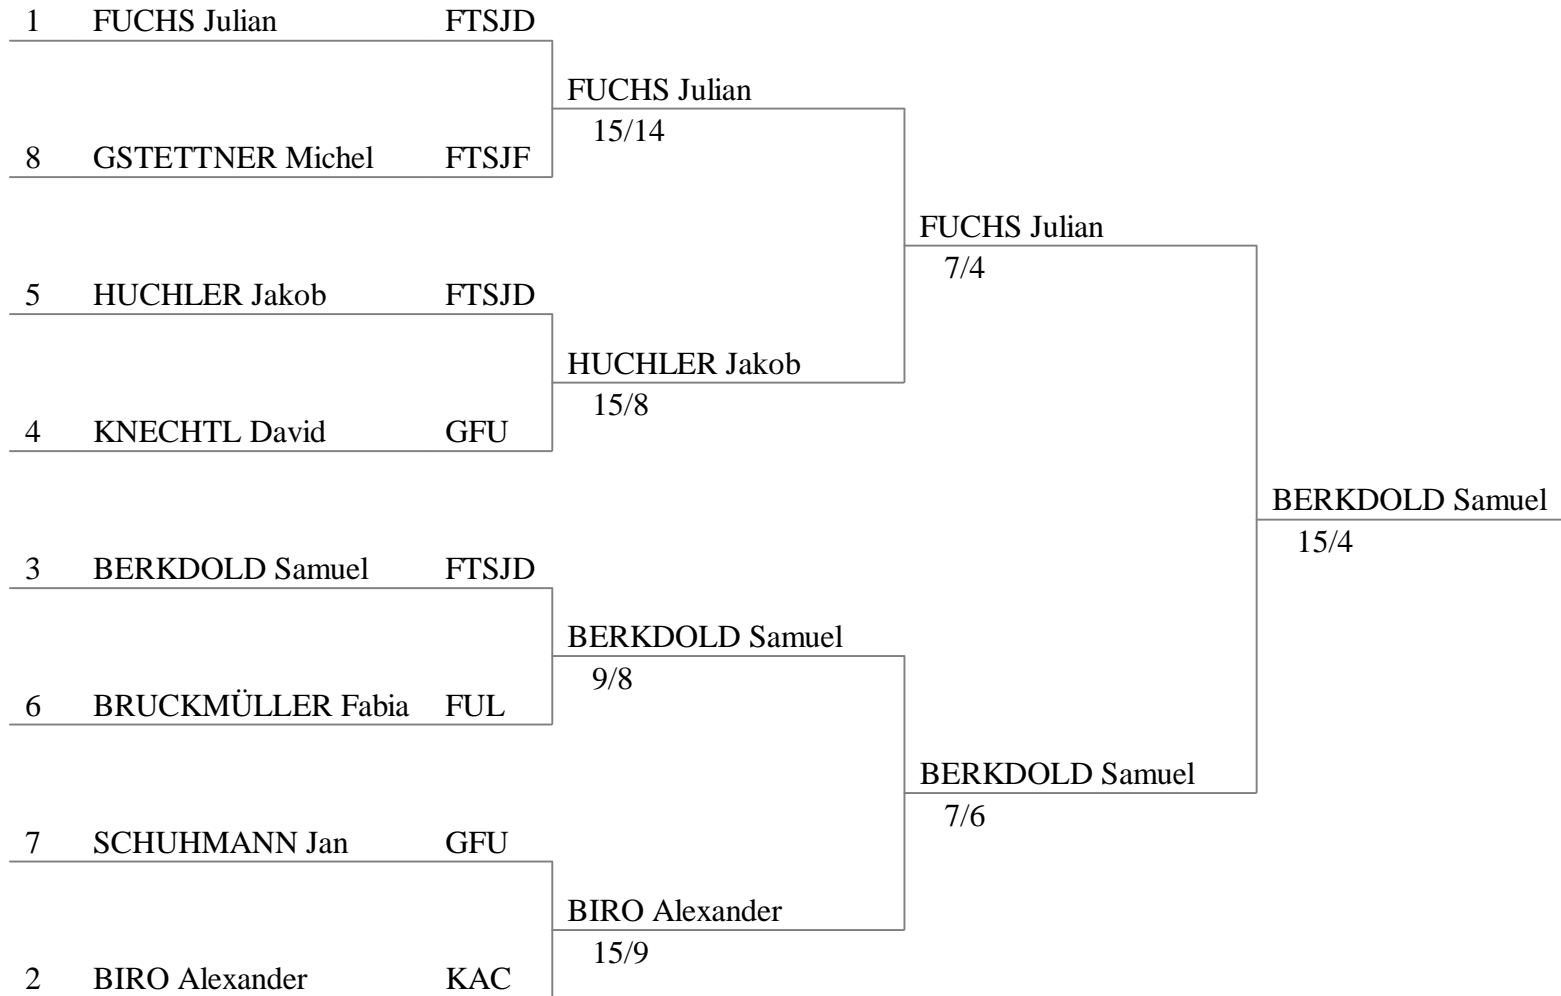 1 FUCHS Julian FTSJD
FUCHS Julian
15/14
8 GSTETTNER Michel FTSJF
FUCHS Julian
7/4
5 HUCHLER Jakob FTSJD
HUCHLER Jakob
15/8
4 KNECHTL David GFU
BERKDOLD Samuel
15/4
3 BERKDOLD Samuel FTSJD
BERKDOLD Samuel
9/8
6 BRUCKMÜLLER Fabia FUL
BERKDOLD Samuel
7/6
7 SCHUHMANN Jan GFU
BIRO Alexander
15/9
2 BIRO Alexander KAC